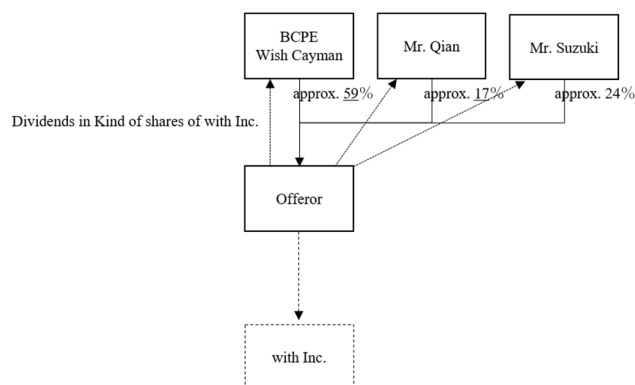 BCPE
Wish Cayman
Mr. Qian
Mr. Suzuki
approx. 59%
approx. 17%
approx. 24%
Dividends in Kind of shares of with Inc.
Offeror
with Inc.